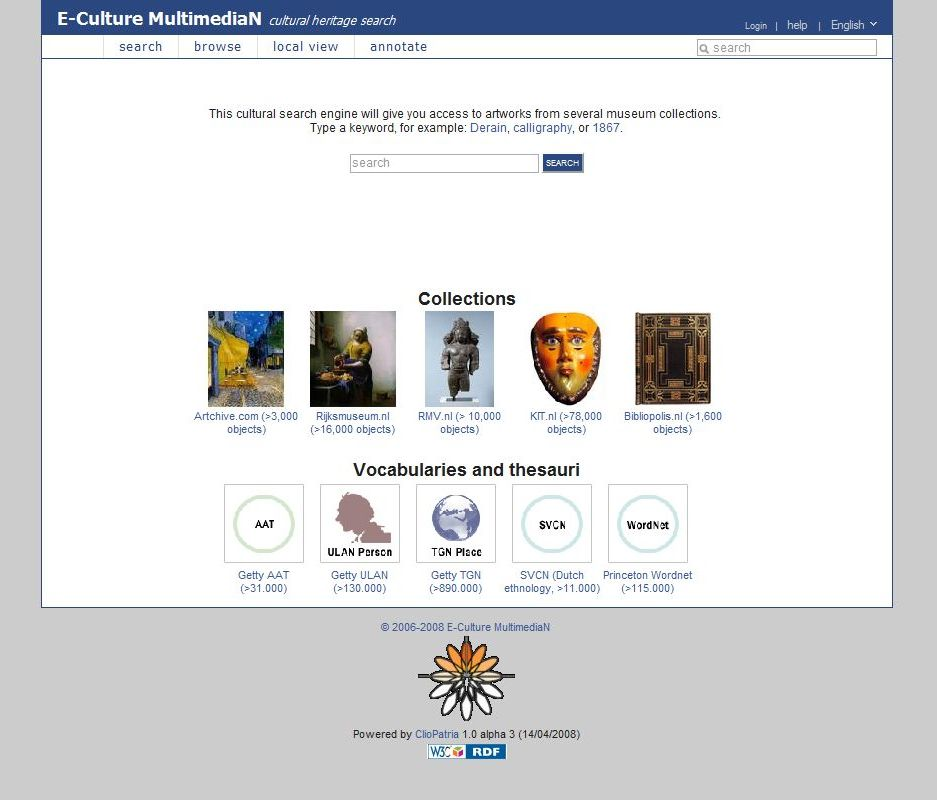 E-Culture MultimediaN cultural heritage search
Login | help | English
search browse local view annotate search
This cultural search engine will give you access to artworks from several museum collections.
Type a keyword, for example: Derain, calligraphy, or 1867.
search SEARCH
Collections
Artchive.com (>3,000 objects)
Rijksmuseum.nl (>16,000 objects)
RMV.nl (> 10,000 objects)
KIT.nl (>78,000 objects)
Bibliopolis.nl (>1,600 objects)
Vocabularies and thesauri
AAT
ULAN Person
TGN Place
SVCN
WordNet
Getty AAT (>31.000)
Getty ULAN (>130.000)
Getty TGN (>890.000)
SVCN (Dutch ethnology, >11.000)
Princeton Wordnet (>115.000)
© 2006-2008 E-Culture MultimediaN
Powered by ClioPatria 1.0 alpha 3 (14/04/2008)
W3C RDF